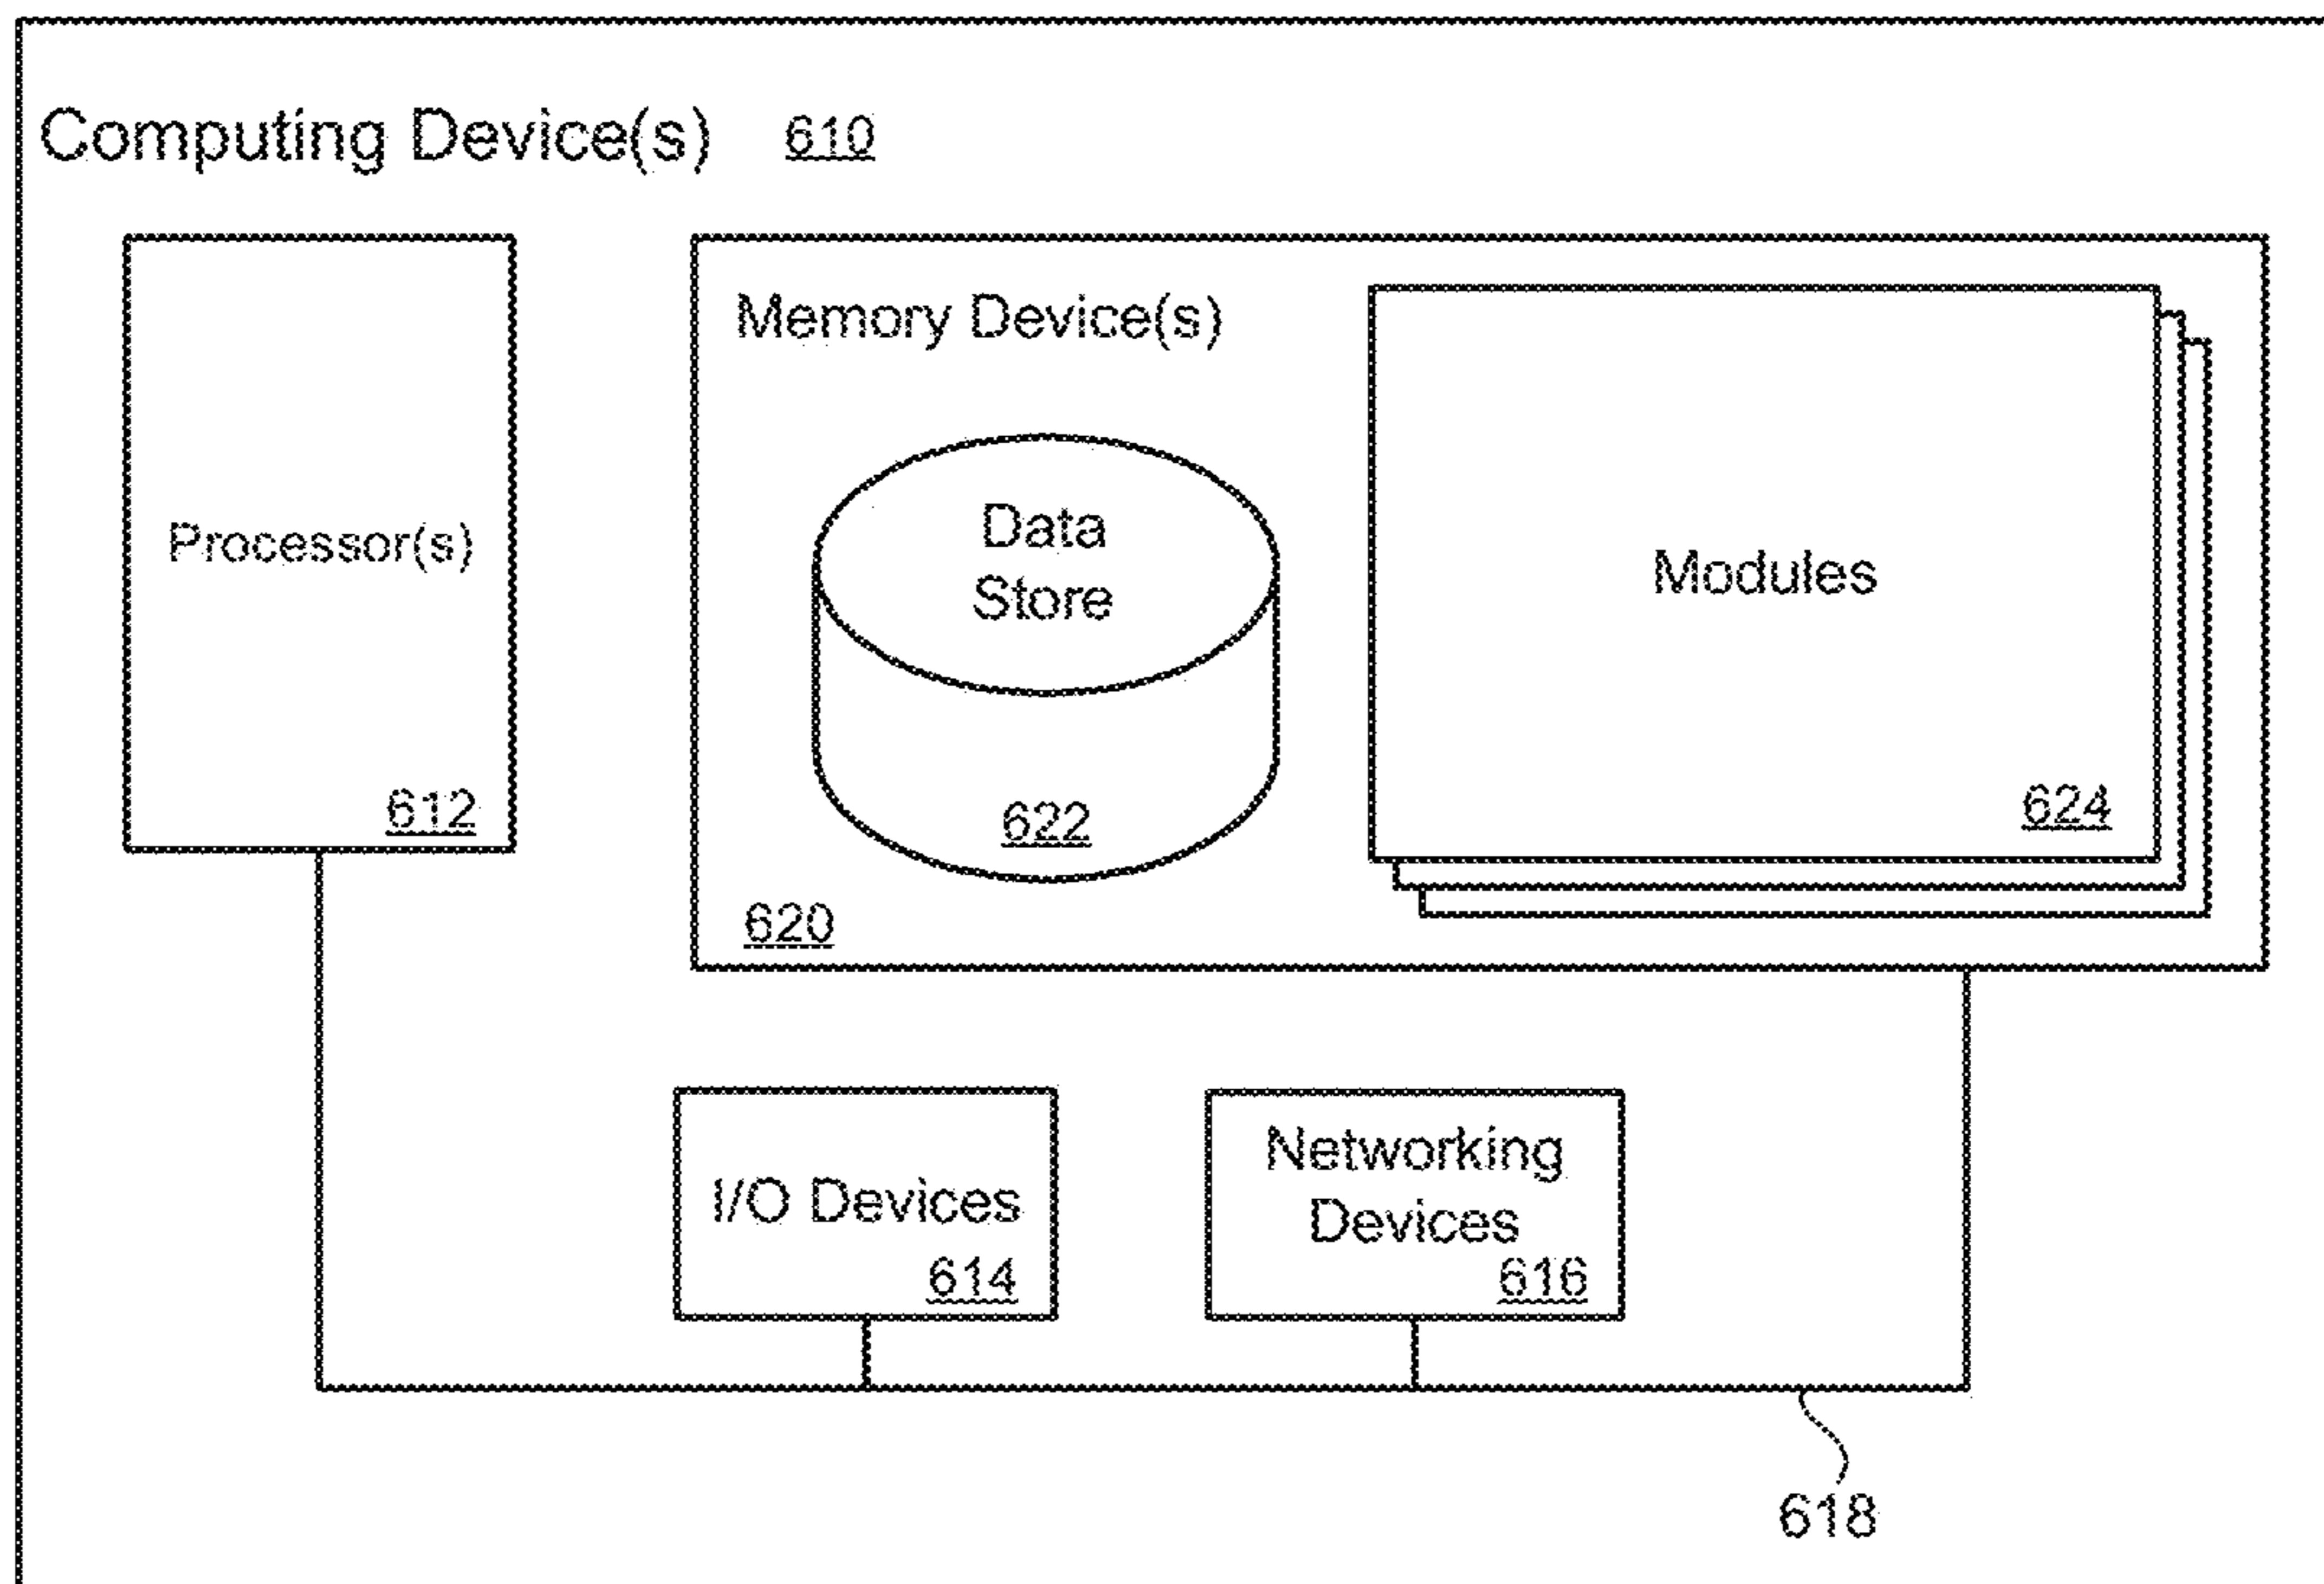 Computing Device(s) 610
Processor(s)
612
Memory Device(s)
Data
Store
622
620
Modules
624
I/O Devices
614
Networking
Devices
616
618